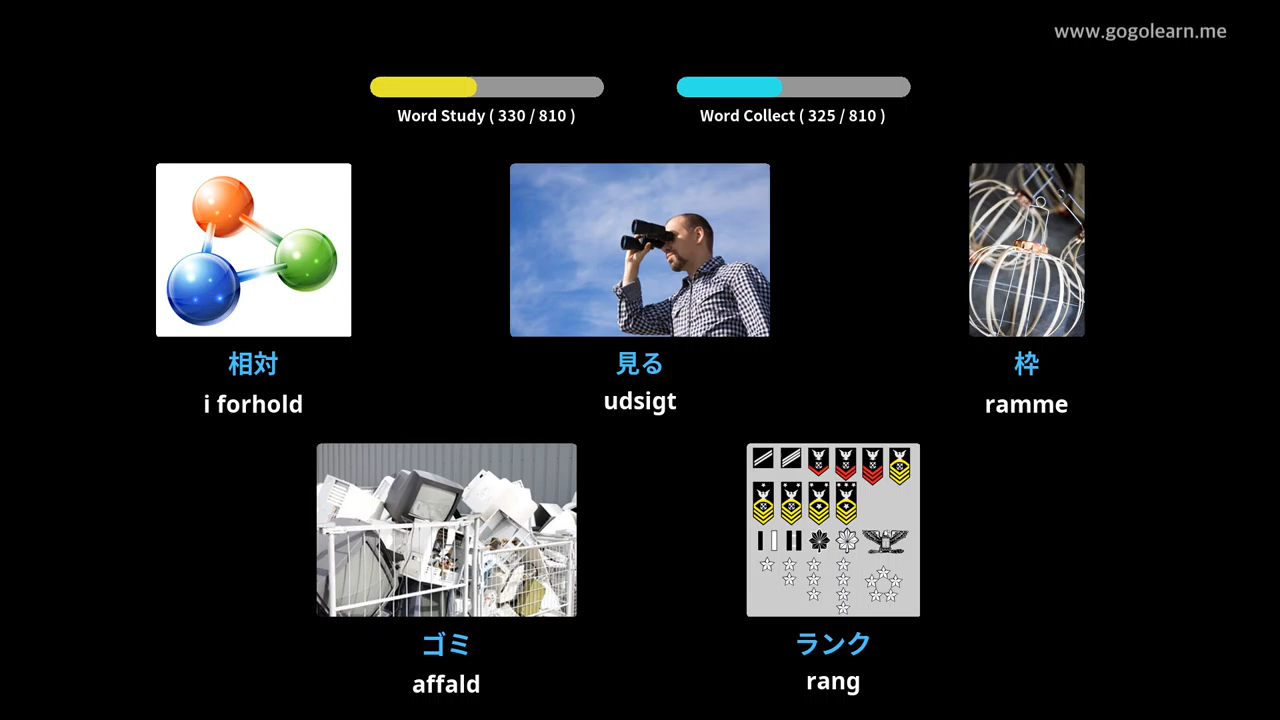 www.gogolearn.me
Word Study ( 330 / 810 )
Word Collect ( 325 / 810 )
相対
i forhold
見る
udsigt
枠
ramme
ゴミ
affald
ランク
rang